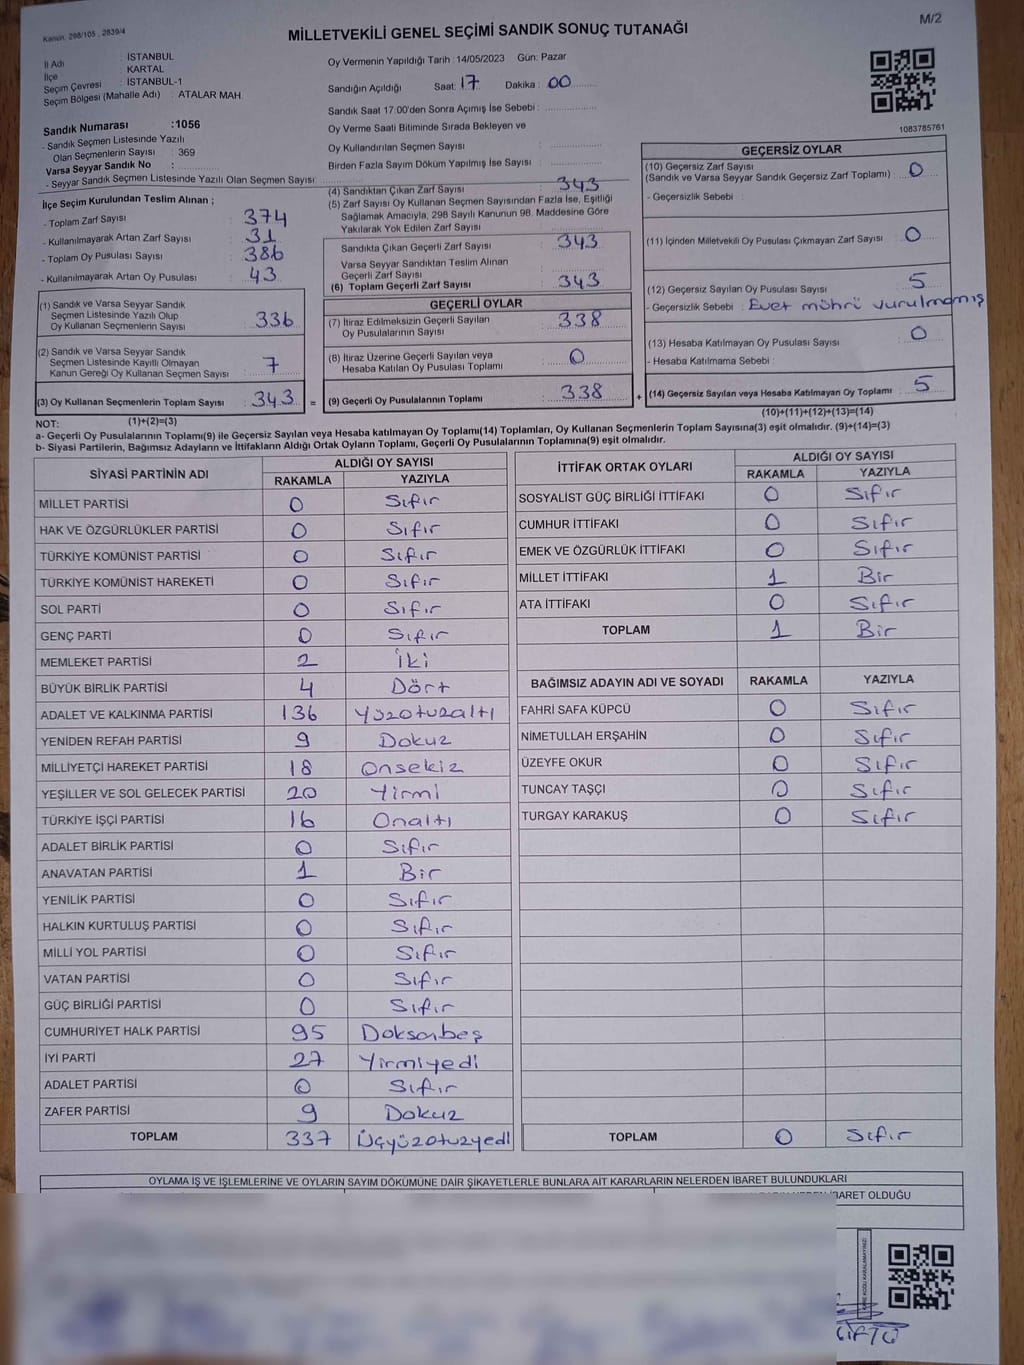 Kanun: 298/105 , 2839/4
M/2
MİLLETVEKİLİ GENEL SEÇİMİ SANDIK SONUÇ TUTANAĞI
İl Adı : İSTANBUL
İlçe : KARTAL
Seçim Çevresi : İSTANBUL-1
Seçim Bölgesi (Mahalle Adı) : ATALAR MAH.
Sandık Numarası :1056
- Sandık Seçmen Listesinde Yazılı
Olan Seçmenlerin Sayısı : 369
Varsa Seyyar Sandık No :
- Seyyar Sandık Seçmen Listesinde Yazılı Olan Seçmen Sayısı:
Oy Vermenin Yapıldığı Tarih : 14/05/2023 Gün: Pazar
Sandığın Açıldığı Saat: 17 Dakika : 00
Sandık Saat 17:00'den Sonra Açımış İse Sebebi :
Oy Verme Saati Bitiminde Sırada Bekleyen ve
Oy Kullandırılan Seçmen Sayısı :
Birden Fazla Sayım Döküm Yapılmış İse Sayısı :
1083785761
İlçe Seçim Kurulundan Teslim Alınan ;
- Toplam Zarf Sayısı : 374
- Kullanılmayarak Artan Zarf Sayısı : 31
- Toplam Oy Pusulası Sayısı : 386
- Kullanılmayarak Artan Oy Pusulası : 43
(1) Sandık ve Varsa Seyyar Sandık
Seçmen Listesinde Yazılı Olup
Oy Kullanan Seçmenlerin Sayısı : 336
(2) Sandık ve Varsa Seyyar Sandık
Seçmen Listesinde Kayıtlı Olmayan
Kanun Gereği Oy Kullanan Seçmen Sayısı : 7
(3) Oy Kullanan Seçmenlerin Toplam Sayısı : 343 =
(1)+(2)=(3)
(4) Sandıktan Çıkan Zarf Sayısı : 343
(5) Zarf Sayısı Oy Kullanan Seçmen Sayısından Fazla İse, Eşitliği
Sağlamak Amacıyla, 298 Sayılı Kanunun 98. Maddesine Göre
Yakılarak Yok Edilen Zarf Sayısı :
Sandıkta Çıkan Geçerli Zarf Sayısı : 343
Varsa Seyyar Sandıktan Teslim Alınan
Geçerli Zarf Sayısı :
(6) Toplam Geçerli Zarf Sayısı : 343
GEÇERLİ OYLAR
(7) İtiraz Edilmeksizin Geçerli Sayılan
Oy Pusulalarının Sayısı : 338
(8) İtiraz Üzerine Geçerli Sayılan veya
Hesaba Katılan Oy Pusulası Toplamı : 0
(9) Geçerli Oy Pusulalarının Toplamı : 338 +
GEÇERSİZ OYLAR
(10) Geçersiz Zarf Sayısı
(Sandık ve Varsa Seyyar Sandık Geçersiz Zarf Toplamı) : 0
- Geçersizlik Sebebi
(11) İçinden Milletvekili Oy Pusulası Çıkmayan Zarf Sayısı : 0
(12) Geçersiz Sayılan Oy Pusulası Sayısı : 5
- Geçersizlik Sebebi : Evet mührü vurulmamış
(13) Hesaba Katılmayan Oy Pusulası Sayısı : 0
- Hesaba Katılmama Sebebi :
(14) Geçersiz Sayılan veya Hesaba Katılmayan Oy Toplamı : 5
(10)+(11)+(12)+(13)=(14)
NOT:
a- Geçerli Oy Pusulalarının Toplamı(9) ile Geçersiz Sayılan veya Hesaba katılmayan Oy Toplamı(14) Toplamları, Oy Kullanan Seçmenlerin Toplam Sayısına(3) eşit olmalıdır. (9)+(14)=(3)
b- Siyasi Partilerin, Bağımsız Adayların ve İttifakların Aldığı Ortak Oyların Toplamı, Geçerli Oy Pusulalarının Toplamına(9) eşit olmalıdır.
SİYASİ PARTİNİN ADI ALDIĞI OY SAYISI
RAKAMLA YAZIYLA
MİLLET PARTİSİ 0 Sıfır
HAK VE ÖZGÜRLÜKLER PARTİSİ 0 Sıfır
TÜRKİYE KOMÜNİST PARTİSİ 0 Sıfır
TÜRKİYE KOMÜNİST HAREKETİ 0 Sıfır
SOL PARTİ 0 Sıfır
GENÇ PARTİ 0 Sıfır
MEMLEKET PARTİSİ 2 İki
BÜYÜK BİRLİK PARTİSİ 4 Dört
ADALET VE KALKINMA PARTİSİ 136 Yüzotuzaltı
YENİDEN REFAH PARTİSİ 9 Dokuz
MİLLİYETÇİ HAREKET PARTİSİ 18 Onsekiz
YEŞİLLER VE SOL GELECEK PARTİSİ 20 Yirmi
TÜRKİYE İŞÇİ PARTİSİ 16 Onaltı
ADALET BİRLİK PARTİSİ 0 Sıfır
ANAVATAN PARTİSİ 1 Bir
YENİLİK PARTİSİ 0 Sıfır
HALKIN KURTULUŞ PARTİSİ 0 Sıfır
MİLLİ YOL PARTİSİ 0 Sıfır
VATAN PARTİSİ 0 Sıfır
GÜÇ BİRLİĞİ PARTİSİ 0 Sıfır
CUMHURİYET HALK PARTİSİ 95 Doksanbeş
İYİ PARTİ 27 Yirmiyedi
ADALET PARTİSİ 0 Sıfır
ZAFER PARTİSİ 9 Dokuz
TOPLAM 337 Üçyüzotuzyedi
İTTİFAK ORTAK OYLARI ALDIĞI OY SAYISI
RAKAMLA YAZIYLA
SOSYALİST GÜÇ BİRLİĞİ İTTİFAKI 0 Sıfır
CUMHUR İTTİFAKI 0 Sıfır
EMEK VE ÖZGÜRLÜK İTTİFAKI 0 Sıfır
MİLLET İTTİFAKI 1 Bir
ATA İTTİFAKI 0 Sıfır
TOPLAM 1 Bir
BAĞIMSIZ ADAYIN ADI VE SOYADI RAKAMLA YAZIYLA
FAHRİ SAFA KÜPCÜ 0 Sıfır
NİMETULLAH ERŞAHİN 0 Sıfır
ÜZEYFE OKUR 0 Sıfır
TUNCAY TAŞÇI 0 Sıfır
TURGAY KARAKUŞ 0 Sıfır
TOPLAM 0 Sıfır
OYLAMA İŞ VE İŞLEMLERİNE VE OYLARIN SAYIM DÖKÜMÜNE DAİR ŞİKAYETLERLE BUNLARA AİT KARARLARIN NELERDEN İBARET BULUNDUKLARI
İBARET OLDUĞU